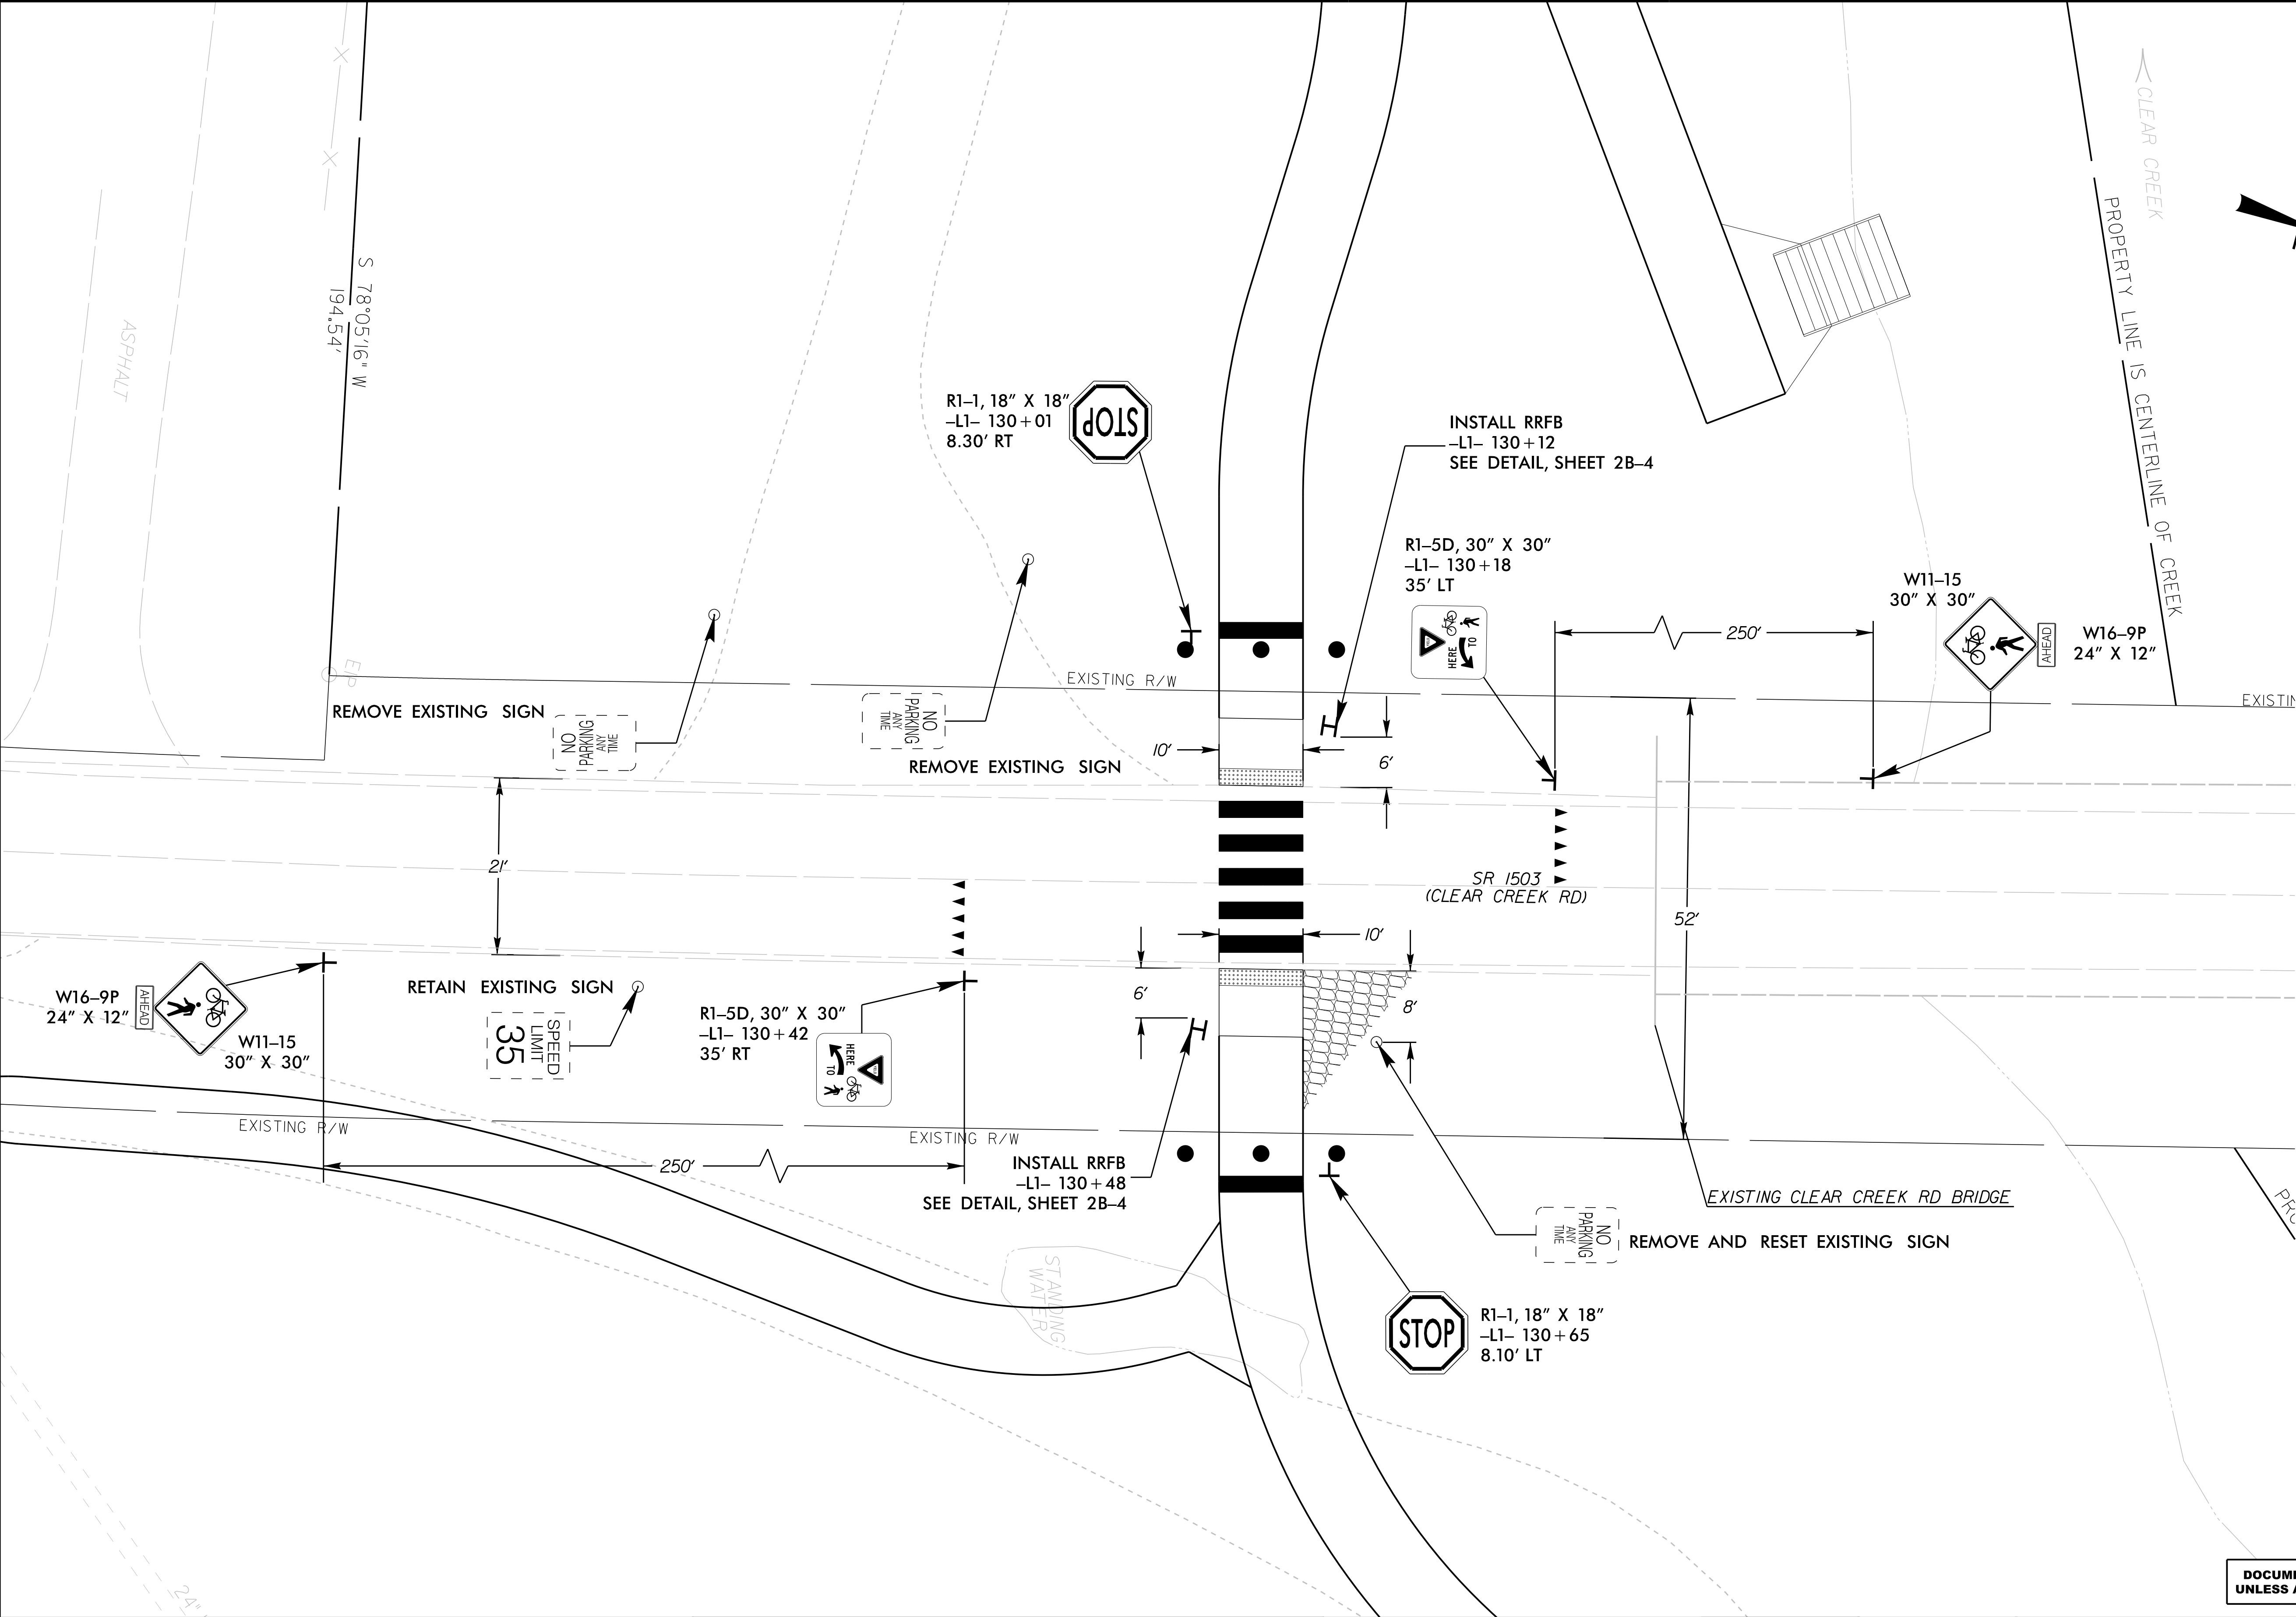 CLEAR CREEK
S 78°05'16" W
194.54'
ASPHALT
PROPERTY LINE IS CENTERLINE OF CREEK
R1–1, 18" X 18"
–L1– 130+01
8.30' RT
STOP
INSTALL RRFB
–L1– 130+12
SEE DETAIL, SHEET 2B–4
R1–5D, 30" X 30"
–L1– 130+18
35' LT
HERE
TO
250'
W11–15
30" X 30"
AHEAD
W16–9P
24" X 12"
EIP
EXISTING R/W
REMOVE EXISTING SIGN
NO
PARKING
ANY
TIME
NO
PARKING
ANY
TIME
REMOVE EXISTING SIGN
10'
6'
21'
SR 1503
(CLEAR CREEK RD)
52'
10'
6'
8'
W16–9P
24" X 12"
AHEAD
W11–15
30" X 30"
RETAIN EXISTING SIGN
SPEED
LIMIT
35
R1–5D, 30" X 30"
–L1– 130+42
35' RT
HERE
TO
EXISTING R/W
EXISTING R/W
250'
INSTALL RRFB
–L1– 130+48
SEE DETAIL, SHEET 2B–4
EXISTING CLEAR CREEK RD BRIDGE
NO
PARKING
ANY
TIME
REMOVE AND RESET EXISTING SIGN
STANDING
WATER
STOP
R1–1, 18" X 18"
–L1– 130+65
8.10' LT
24"
UNLESS